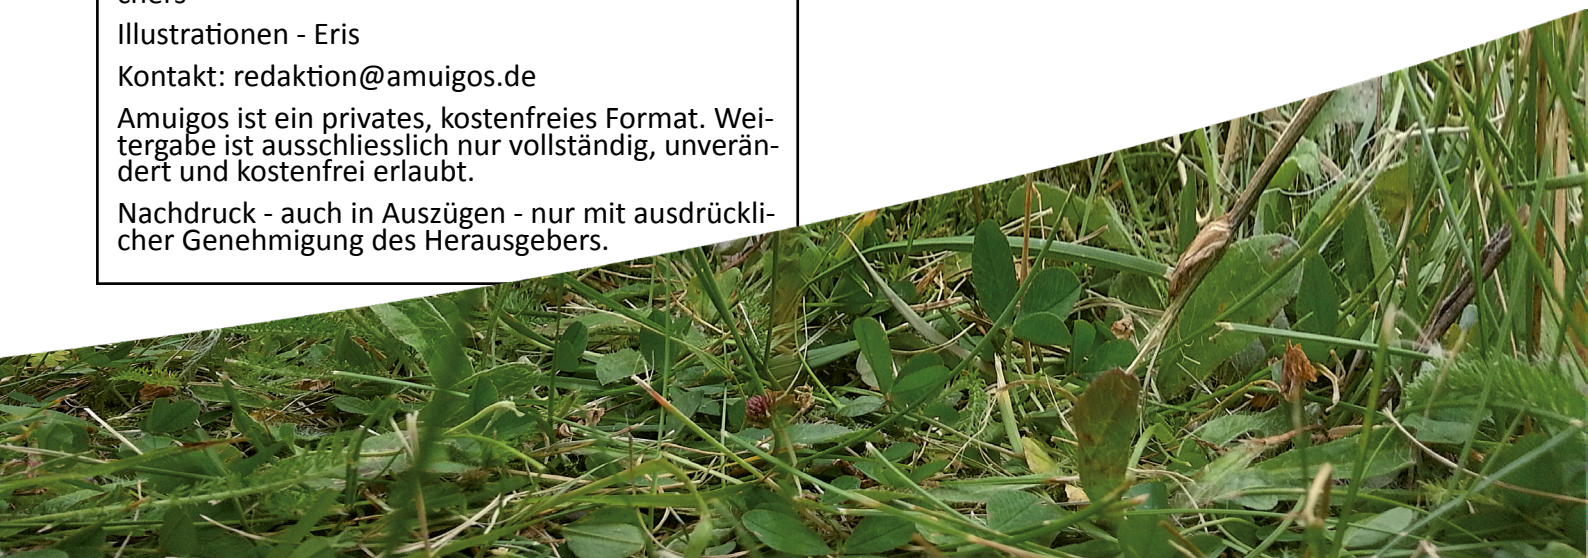 chers
Illustrationen - Eris
Kontakt: redaktion@amuigos.de
Amuigos ist ein privates, kostenfreies Format. Wei-
tergabe ist ausschliesslich nur vollständig, unverän-
dert und kostenfrei erlaubt.
Nachdruck - auch in Auszügen - nur mit ausdrückli-
cher Genehmigung des Herausgebers.